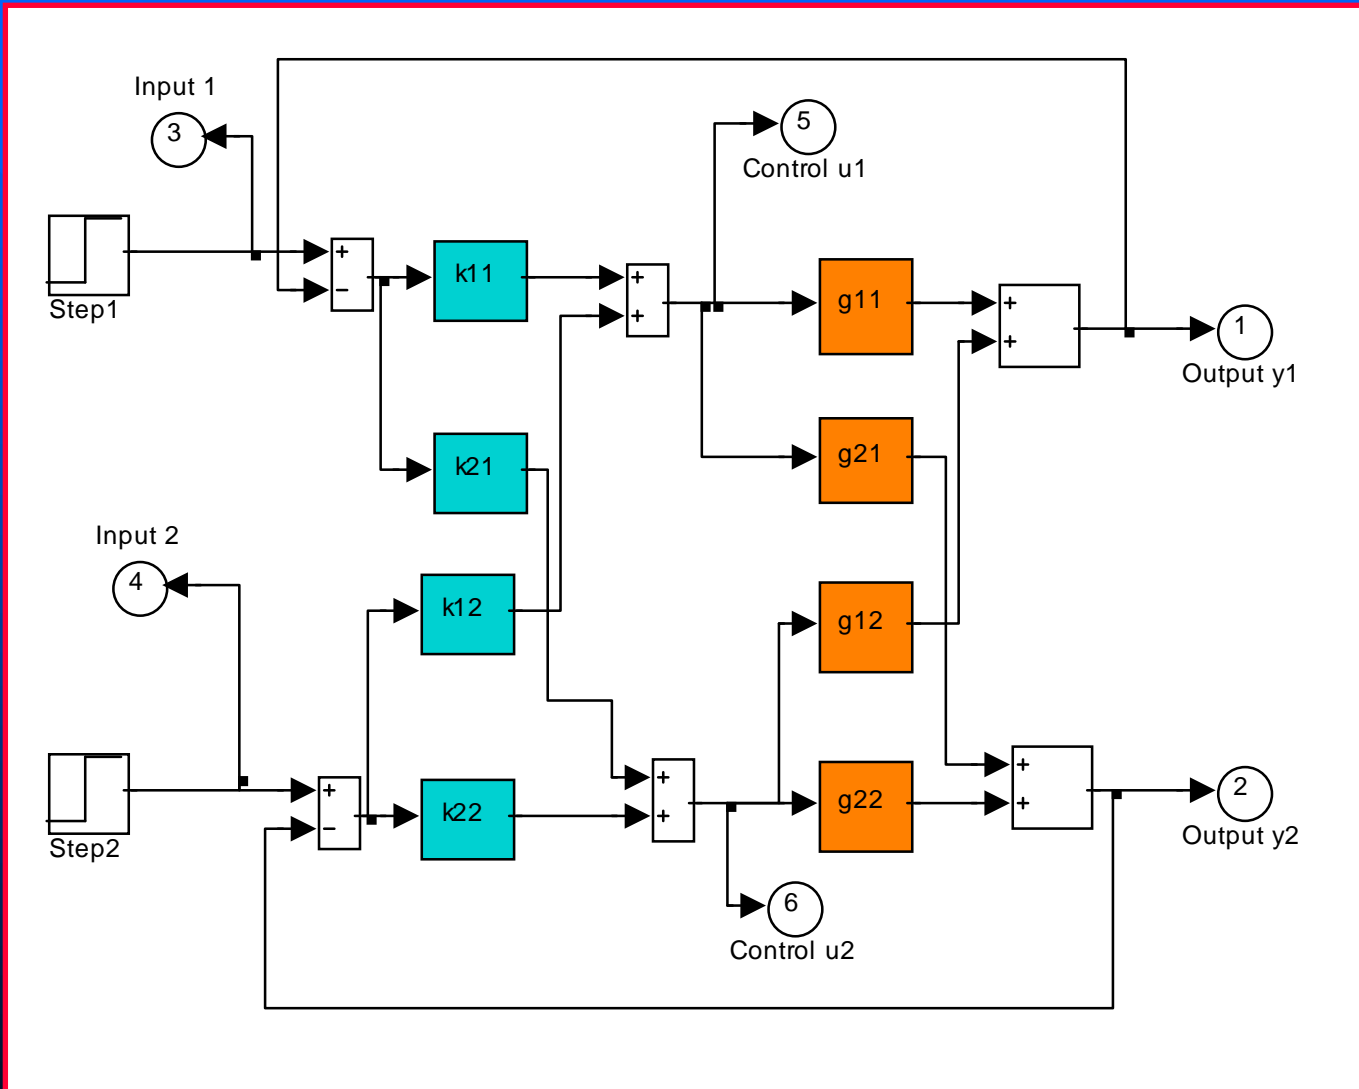 Input 1
3
5
Control u1
Step1
+
−
k11
+
+
g11
+
+
1
Output y1
k21
g21
Input 2
4
k12
g12
Step2
+
−
k22
+
+
g22
+
+
2
Output y2
6
Control u2